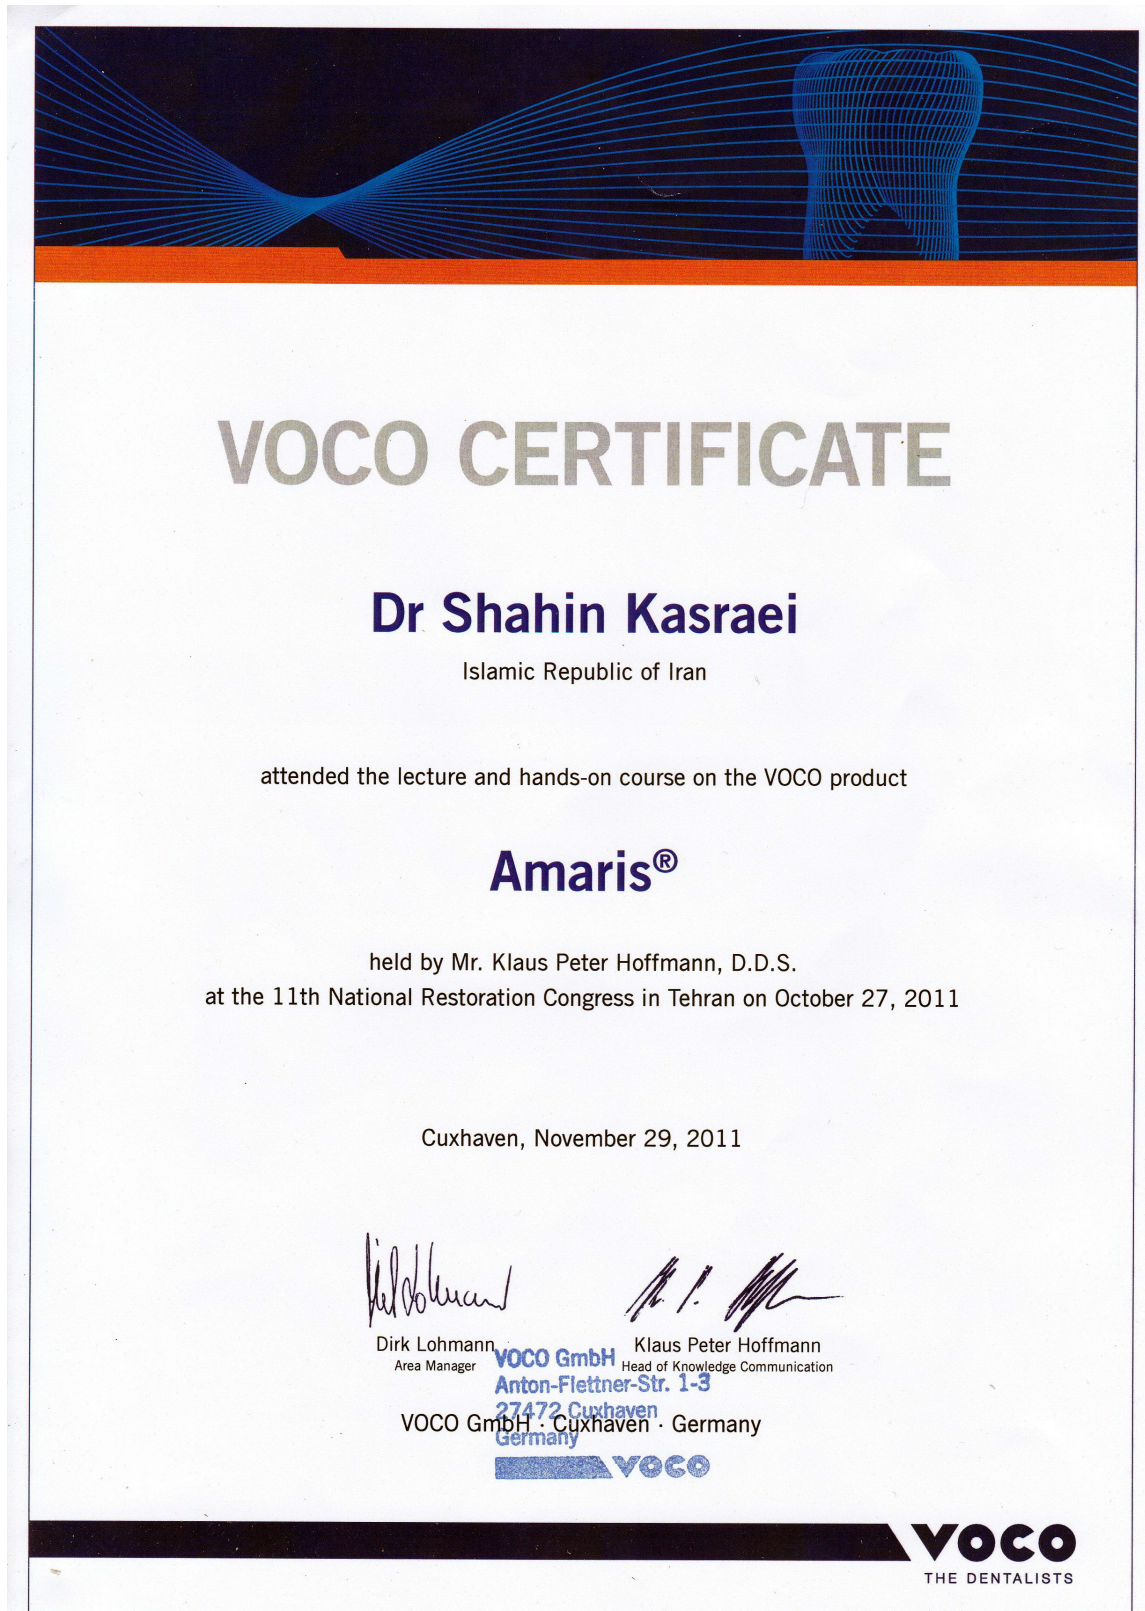 VOCO CERTIFICATE
Dr Shahin Kasraei
Islamic Republic of Iran
attended the lecture and hands-on course on the VOCO product
Amaris®
held by Mr. Klaus Peter Hoffmann, D.D.S.
at the 11th National Restoration Congress in Tehran on October 27, 2011
Cuxhaven, November 29, 2011
Dirk Lohmann
Area Manager
Klaus Peter Hoffmann
Head of Knowledge Communication
VOCO GmbH
Anton-Flettner-Str. 1-3
27472 Cuxhaven
Germany
VOCO
VOCO GmbH · Cuxhaven · Germany
VOCO
THE DENTALISTS